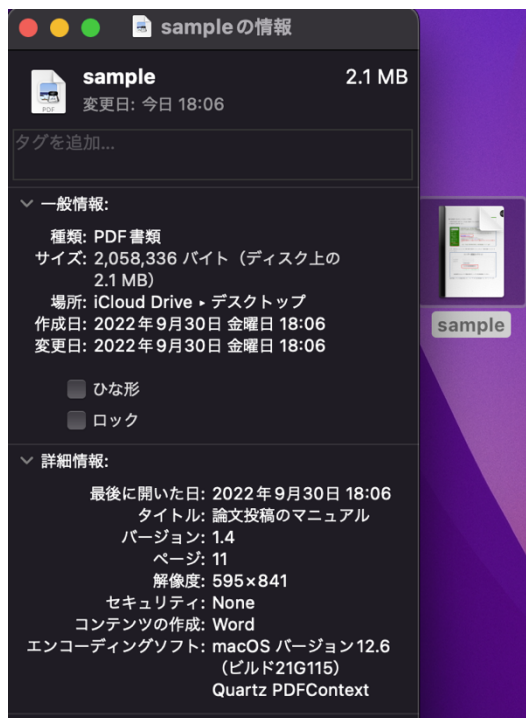 sampleの情報
sample 2.1 MB
PDF
変更日: 今日 18:06
タグを追加...
一般情報:
種類: PDF書類
サイズ: 2,058,336 バイト（ディスク上の
2.1 MB）
場所: iCloud Drive ▸ デスクトップ
作成日: 2022年9月30日 金曜日 18:06
変更日: 2022年9月30日 金曜日 18:06
ひな形
ロック
詳細情報:
最後に開いた日: 2022年9月30日 18:06
タイトル: 論文投稿のマニュアル
バージョン: 1.4
ページ: 11
解像度: 595×841
セキュリティ: None
コンテンツの作成: Word
エンコーディングソフト: macOS バージョン12.6
（ビルド21G115）
Quartz PDFContext
sample